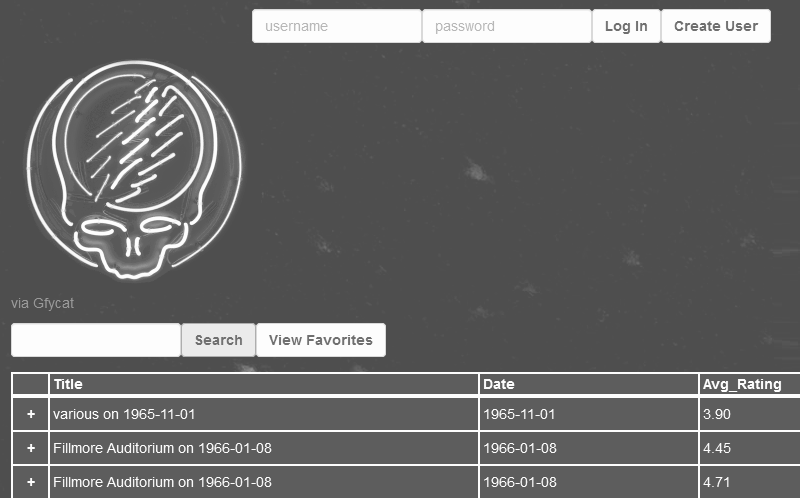 username password Log In Create User
via Gfycat
Search View Favorites
Title Date Avg_Rating
+ various on 1965-11-01 1965-11-01 3.90
+ Fillmore Auditorium on 1966-01-08 1966-01-08 4.45
+ Fillmore Auditorium on 1966-01-08 1966-01-08 4.71